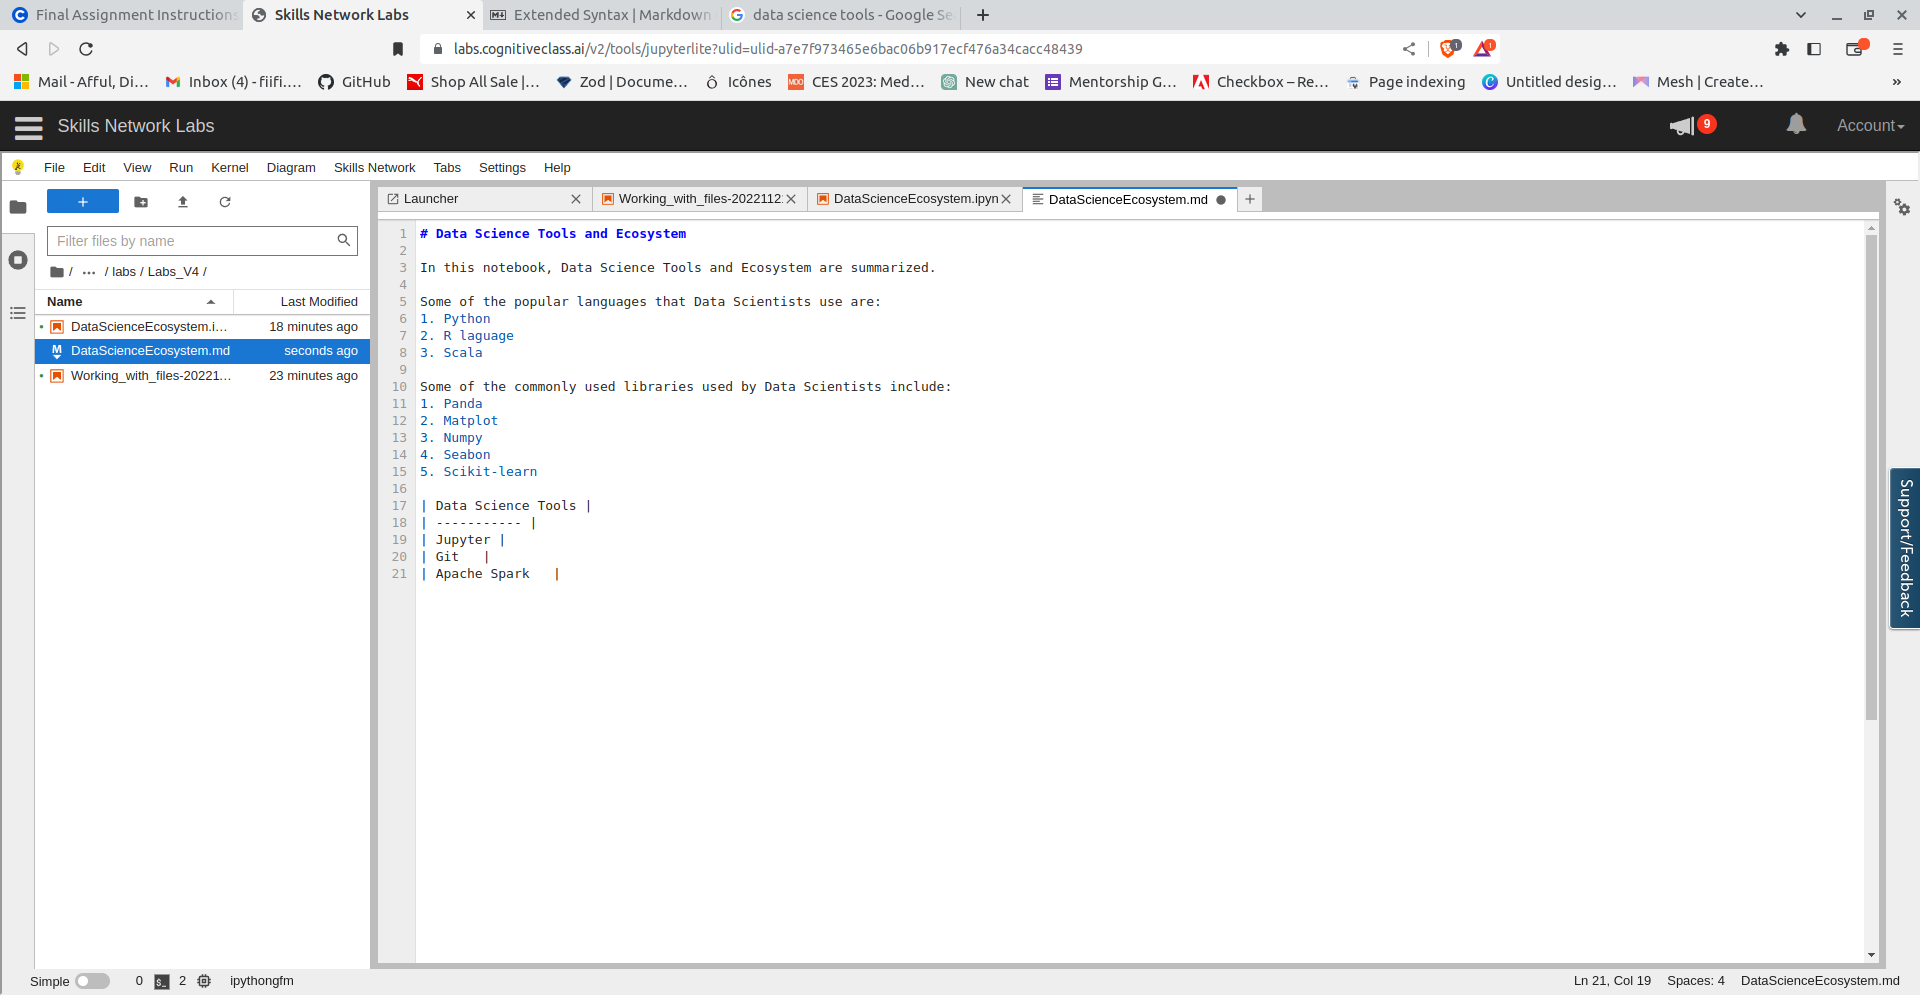 Final Assignment Instructions
Skills Network Labs
Extended Syntax | Markdown
data science tools - Google Se
labs.cognitiveclass.ai/v2/tools/jupyterlite?ulid=ulid-a7e7f973465e6bac06b917ecf476a34cacc48439
1
1
Mail - Afful, Di...
Inbox (4) - fiifi....
GitHub
Shop All Sale |...
Zod | Docume...
Icônes
CES 2023: Med...
New chat
Mentorship G...
Checkbox – Re...
Page indexing
Untitled desig...
Mesh | Create...
»
Skills Network Labs
9
Account
File Edit View Run Kernel Diagram Skills Network Tabs Settings Help
+
Filter files by name
/ ... / labs / Labs_V4 /
Name Last Modified
DataScienceEcosystem.i... 18 minutes ago
DataScienceEcosystem.md seconds ago
Working_with_files-20221... 23 minutes ago
Launcher
Working_with_files-2022112
DataScienceEcosystem.ipyn
DataScienceEcosystem.md
1 # Data Science Tools and Ecosystem
2
3 In this notebook, Data Science Tools and Ecosystem are summarized.
4
5 Some of the popular languages that Data Scientists use are:
6 1. Python
7 2. R laguage
8 3. Scala
9
10 Some of the commonly used libraries used by Data Scientists include:
11 1. Panda
12 2. Matplot
13 3. Numpy
14 4. Seabon
15 5. Scikit-learn
16
17 | Data Science Tools |
18 | ----------- |
19 | Jupyter |
20 | Git   |
21 | Apache Spark   |
Support/Feedback
Simple 0 2 ipythongfm
Ln 21, Col 19 Spaces: 4 DataScienceEcosystem.md